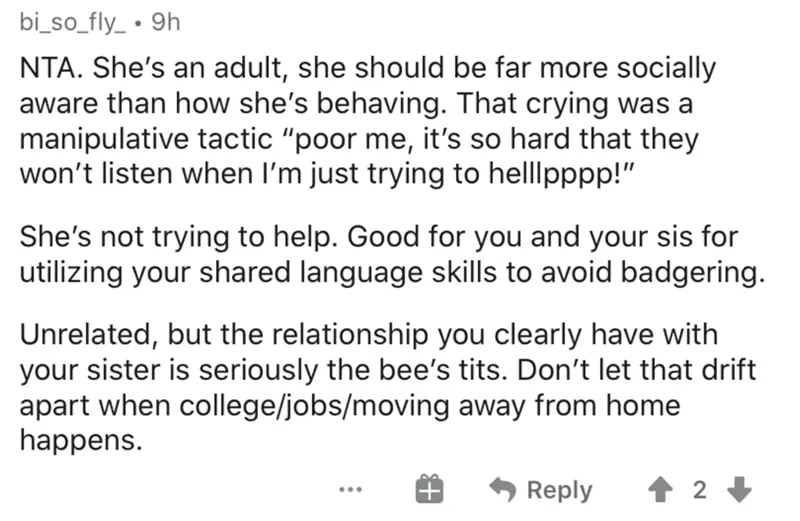 bi_so_fly_ • 9h
NTA. She’s an adult, she should be far more socially
aware than how she’s behaving. That crying was a
manipulative tactic “poor me, it’s so hard that they
won’t listen when I’m just trying to helllpppp!”
She’s not trying to help. Good for you and your sis for
utilizing your shared language skills to avoid badgering.
Unrelated, but the relationship you clearly have with
your sister is seriously the bee’s tits. Don’t let that drift
apart when college/jobs/moving away from home
happens.
Reply 2